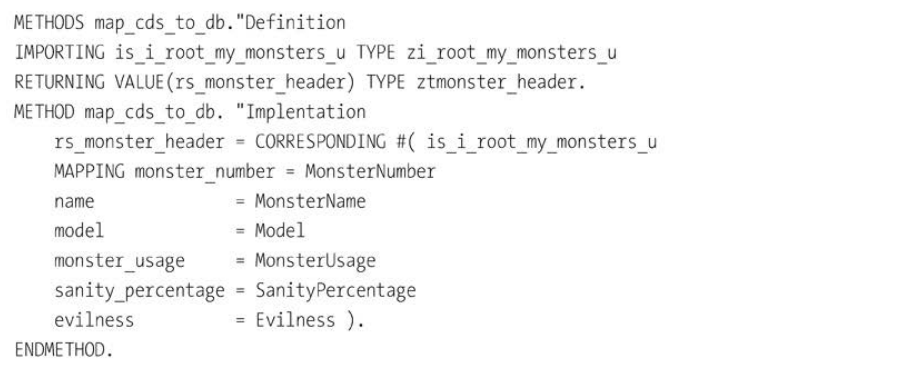 METHODS map_cds_to_db."Definition
IMPORTING is_i_root_my_monsters_u TYPE zi_root_my_monsters_u
RETURNING VALUE(rs_monster_header) TYPE ztmonster_header.
METHOD map_cds_to_db. "Implentation
    rs_monster_header = CORRESPONDING #( is_i_root_my_monsters_u
    MAPPING monster_number = MonsterNumber
    name              = MonsterName
    model             = Model
    monster_usage     = MonsterUsage
    sanity_percentage = SanityPercentage
    evilness          = Evilness ).
ENDMETHOD.